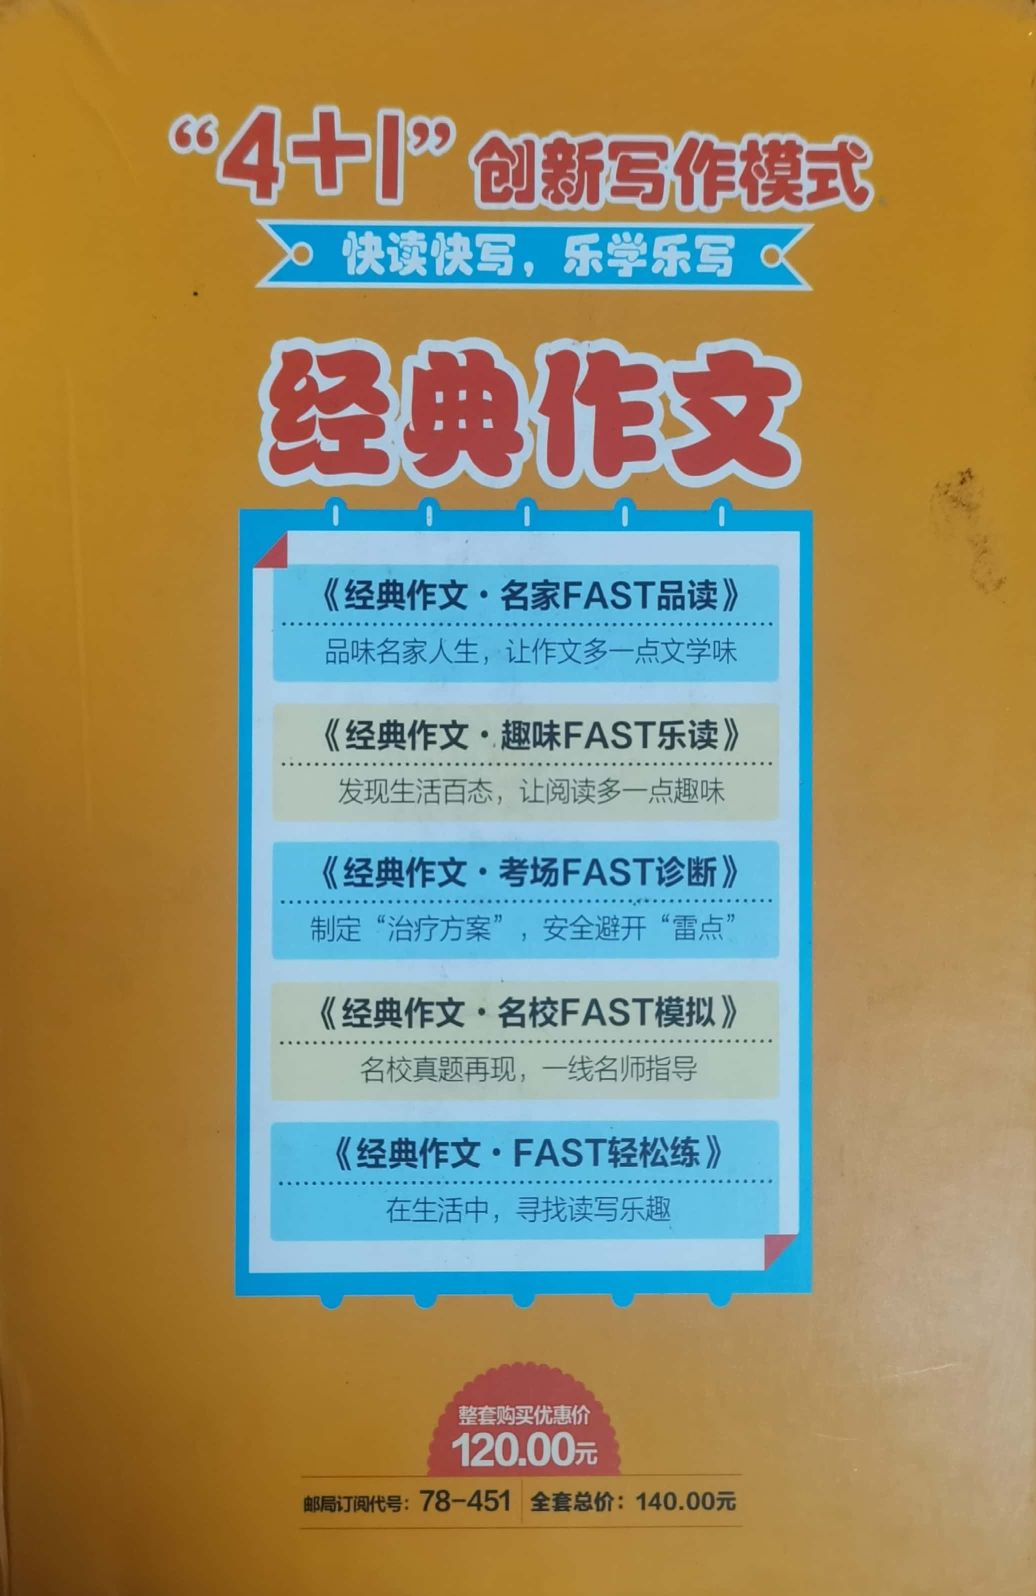 “4+1”创新写作模式
快读快写，乐学乐写
经典作文
《经典作文·名家FAST品读》
品味名家人生，让作文多一点文学味
《经典作文·趣味FAST乐读》
发现生活百态，让阅读多一点趣味
《经典作文·考场FAST诊断》
制定“治疗方案”，安全避开“雷点”
《经典作文·名校FAST模拟》
名校真题再现，一线名师指导
《经典作文·FAST轻松练》
在生活中，寻找读写乐趣
整套购买优惠价
120.00元
邮局订阅代号：78-451 全套总价：140.00元